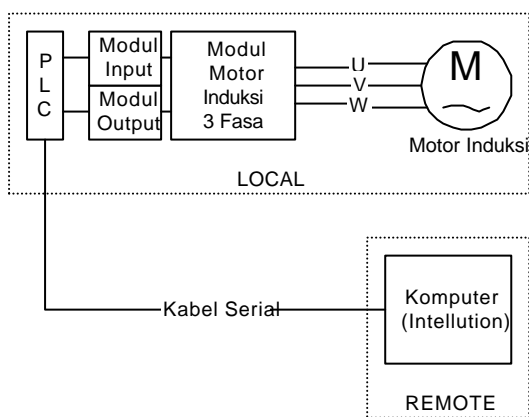 P
L
C
Modul
Input
Modul
Output
Modul
Motor
Induksi
3 Fasa
U
V
W
M
Motor Induksi
LOCAL
Kabel Serial
Komputer
(Intellution)
REMOTE